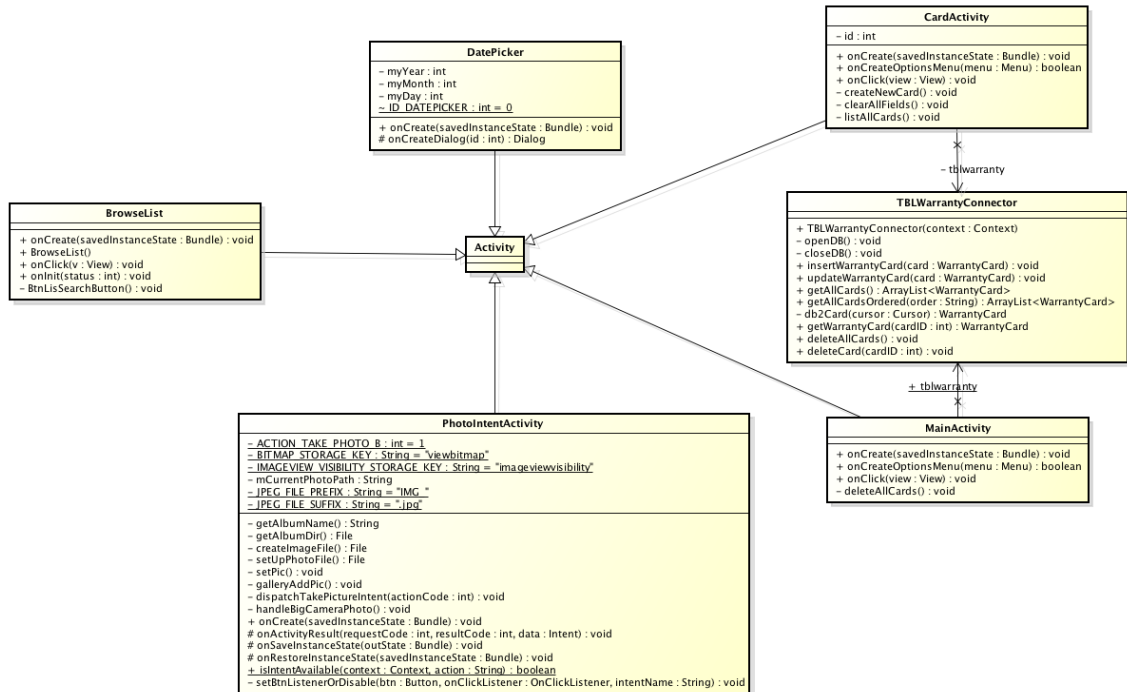 CardActivity
– id : int
+ onCreate(savedInstanceState : Bundle) : void
+ onCreateOptionsMenu(menu : Menu) : boolean
+ onClick(view : View) : void
– createNewCard() : void
– clearAllFields() : void
– listAllCards() : void
DatePicker
– myYear : int
– myMonth : int
– myDay : int
~ ID_DATEPICKER : int = 0
+ onCreate(savedInstanceState : Bundle) : void
# onCreateDialog(id : int) : Dialog
– tblwarranty
BrowseList
+ onCreate(savedInstanceState : Bundle) : void
+ BrowseList()
+ onClick(v : View) : void
+ onInit(status : int) : void
– BtnLisSearchButton() : void
Activity
TBLWarrantyConnector
+ TBLWarrantyConnector(context : Context)
– openDB() : void
– closeDB() : void
+ insertWarrantyCard(card : WarrantyCard) : void
+ updateWarrantyCard(card : WarrantyCard) : void
+ getAllCards() : ArrayList<WarrantyCard>
+ getAllCardsOrdered(order : String) : ArrayList<WarrantyCard>
– db2Card(cursor : Cursor) : WarrantyCard
+ getWarrantyCard(cardID : int) : WarrantyCard
+ deleteAllCards() : void
+ deleteCard(cardID : int) : void
+ tblwarranty
PhotoIntentActivity
– ACTION_TAKE_PHOTO_B : int = 1
– BITMAP_STORAGE_KEY : String = "viewbitmap"
– IMAGEVIEW_VISIBILITY_STORAGE_KEY : String = "imageviewvisibility"
– mCurrentPhotoPath : String
– JPEG_FILE_PREFIX : String = "IMG_"
– JPEG_FILE_SUFFIX : String = ".jpg"
– getAlbumName() : String
– getAlbumDir() : File
– createImageFile() : File
– setUpPhotoFile() : File
– setPic() : void
– galleryAddPic() : void
– dispatchTakePictureIntent(actionCode : int) : void
– handleBigCameraPhoto() : void
+ onCreate(savedInstanceState : Bundle) : void
# onActivityResult(requestCode : int, resultCode : int, data : Intent) : void
# onSaveInstanceState(outState : Bundle) : void
# onRestoreInstanceState(savedInstanceState : Bundle) : void
+ isIntentAvailable(context : Context, action : String) : boolean
– setBtnListenerOrDisable(btn : Button, onClickListener : OnClickListener, intentName : String) : void
MainActivity
+ onCreate(savedInstanceState : Bundle) : void
+ onCreateOptionsMenu(menu : Menu) : boolean
+ onClick(view : View) : void
– deleteAllCards() : void